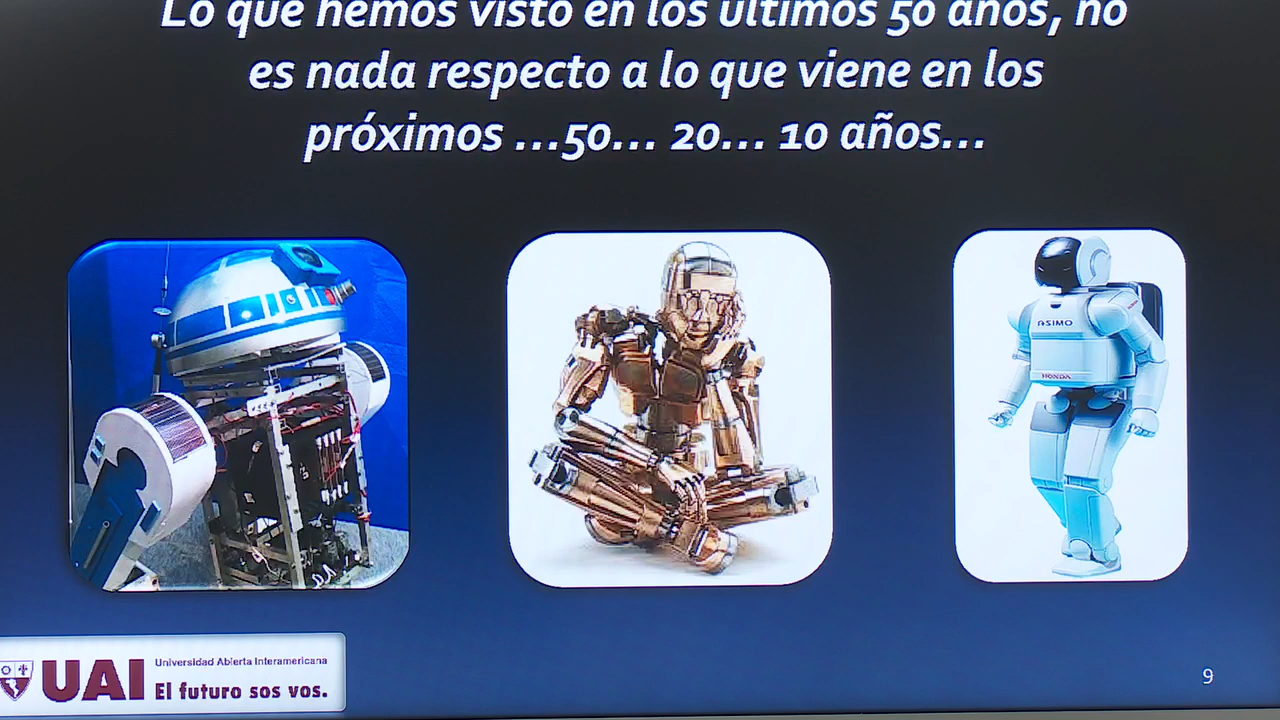 Lo que hemos visto en los últimos 50 años, no
es nada respecto a lo que viene en los
próximos ...50... 20... 10 años...
ASIMO
HONDA
UAI
Universidad Abierta Interamericana
El futuro sos vos.
9